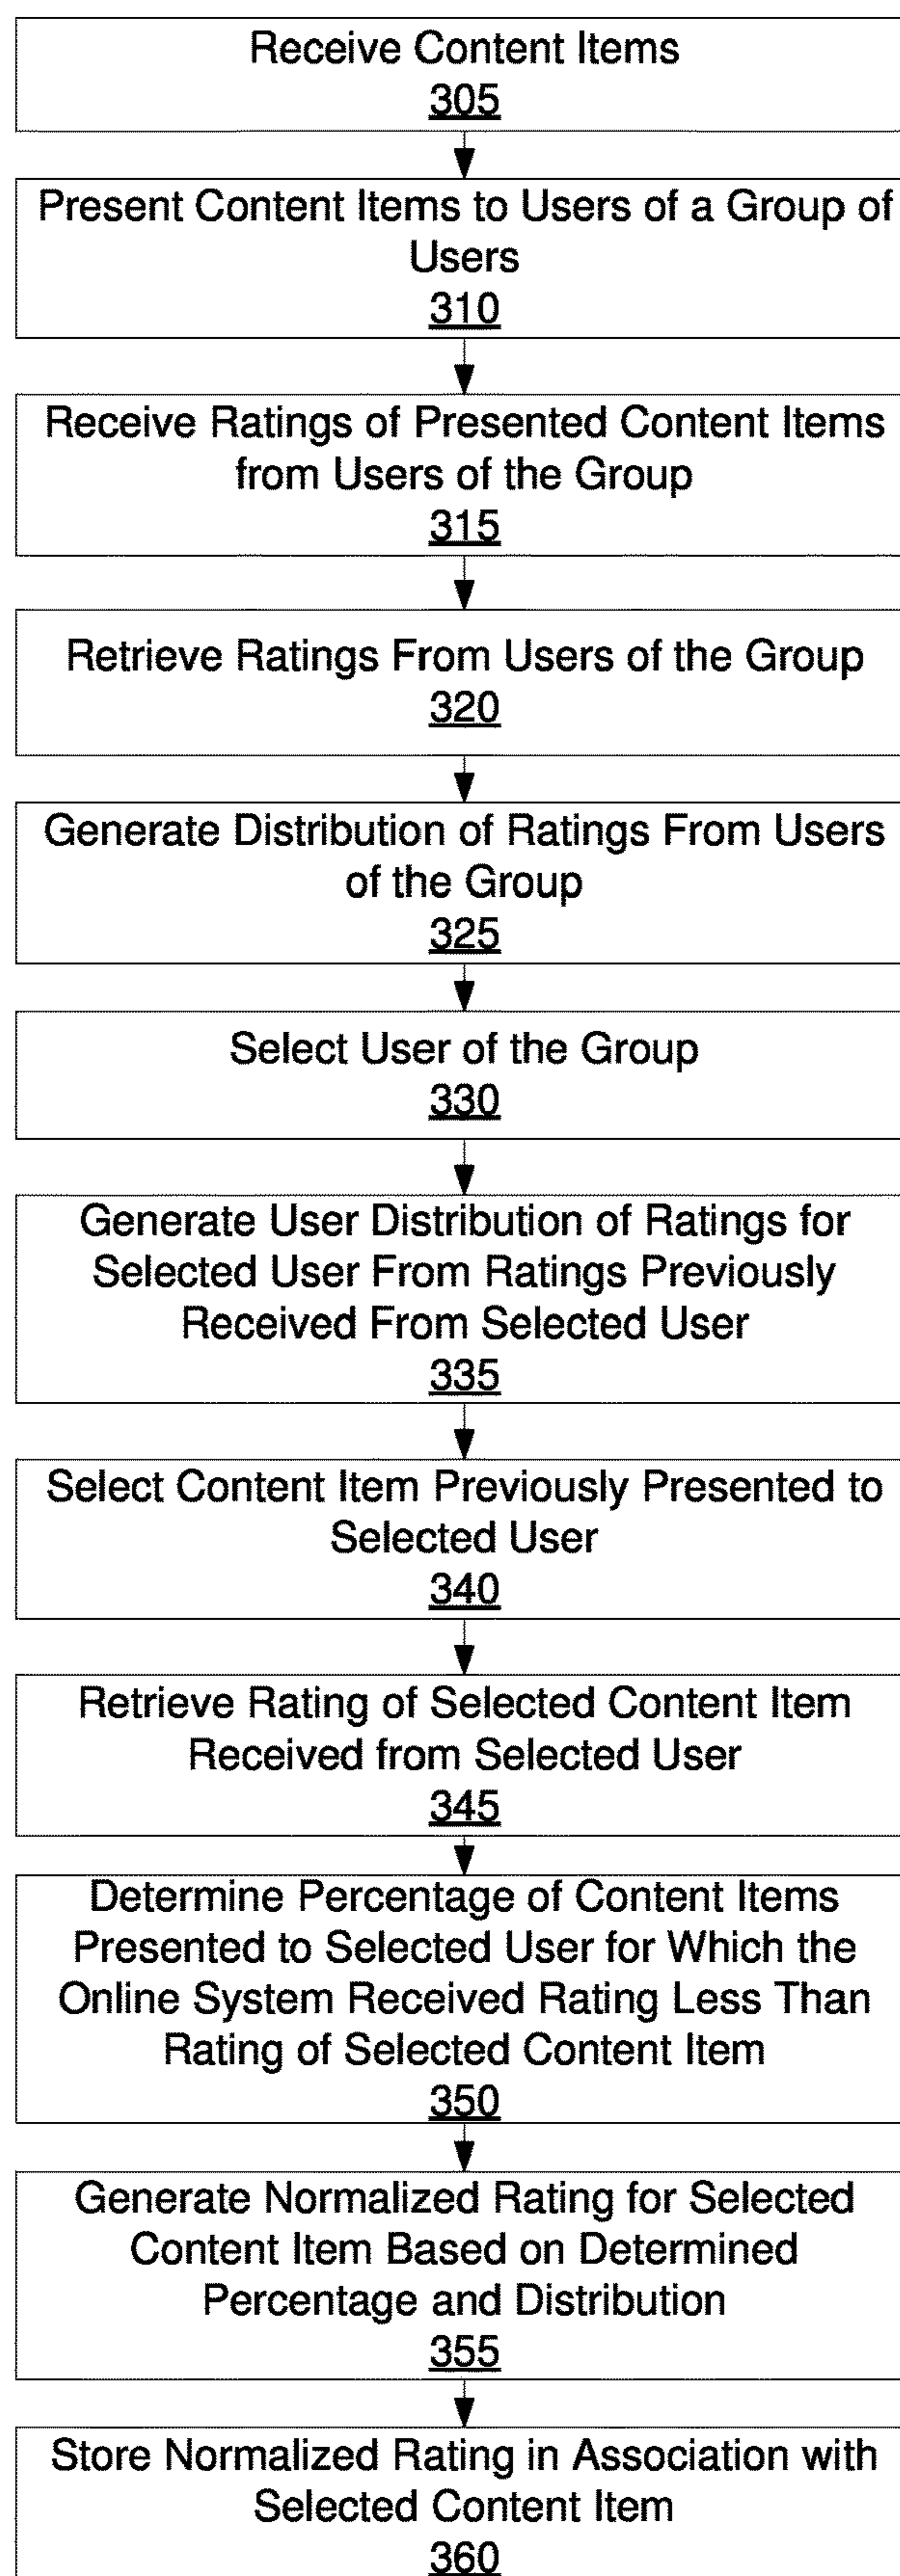 Receive Content Items
305
Present Content Items to Users of a Group of
Users
310
Receive Ratings of Presented Content Items
from Users of the Group
315
Retrieve Ratings From Users of the Group
320
Generate Distribution of Ratings From Users
of the Group
325
Select User of the Group
330
Generate User Distribution of Ratings for
Selected User From Ratings Previously
Received From Selected User
335
Select Content Item Previously Presented to
Selected User
340
Retrieve Rating of Selected Content Item
Received from Selected User
345
Determine Percentage of Content Items
Presented to Selected User for Which the
Online System Received Rating Less Than
Rating of Selected Content Item
350
Generate Normalized Rating for Selected
Content Item Based on Determined
Percentage and Distribution
355
Store Normalized Rating in Association with
Selected Content Item
360